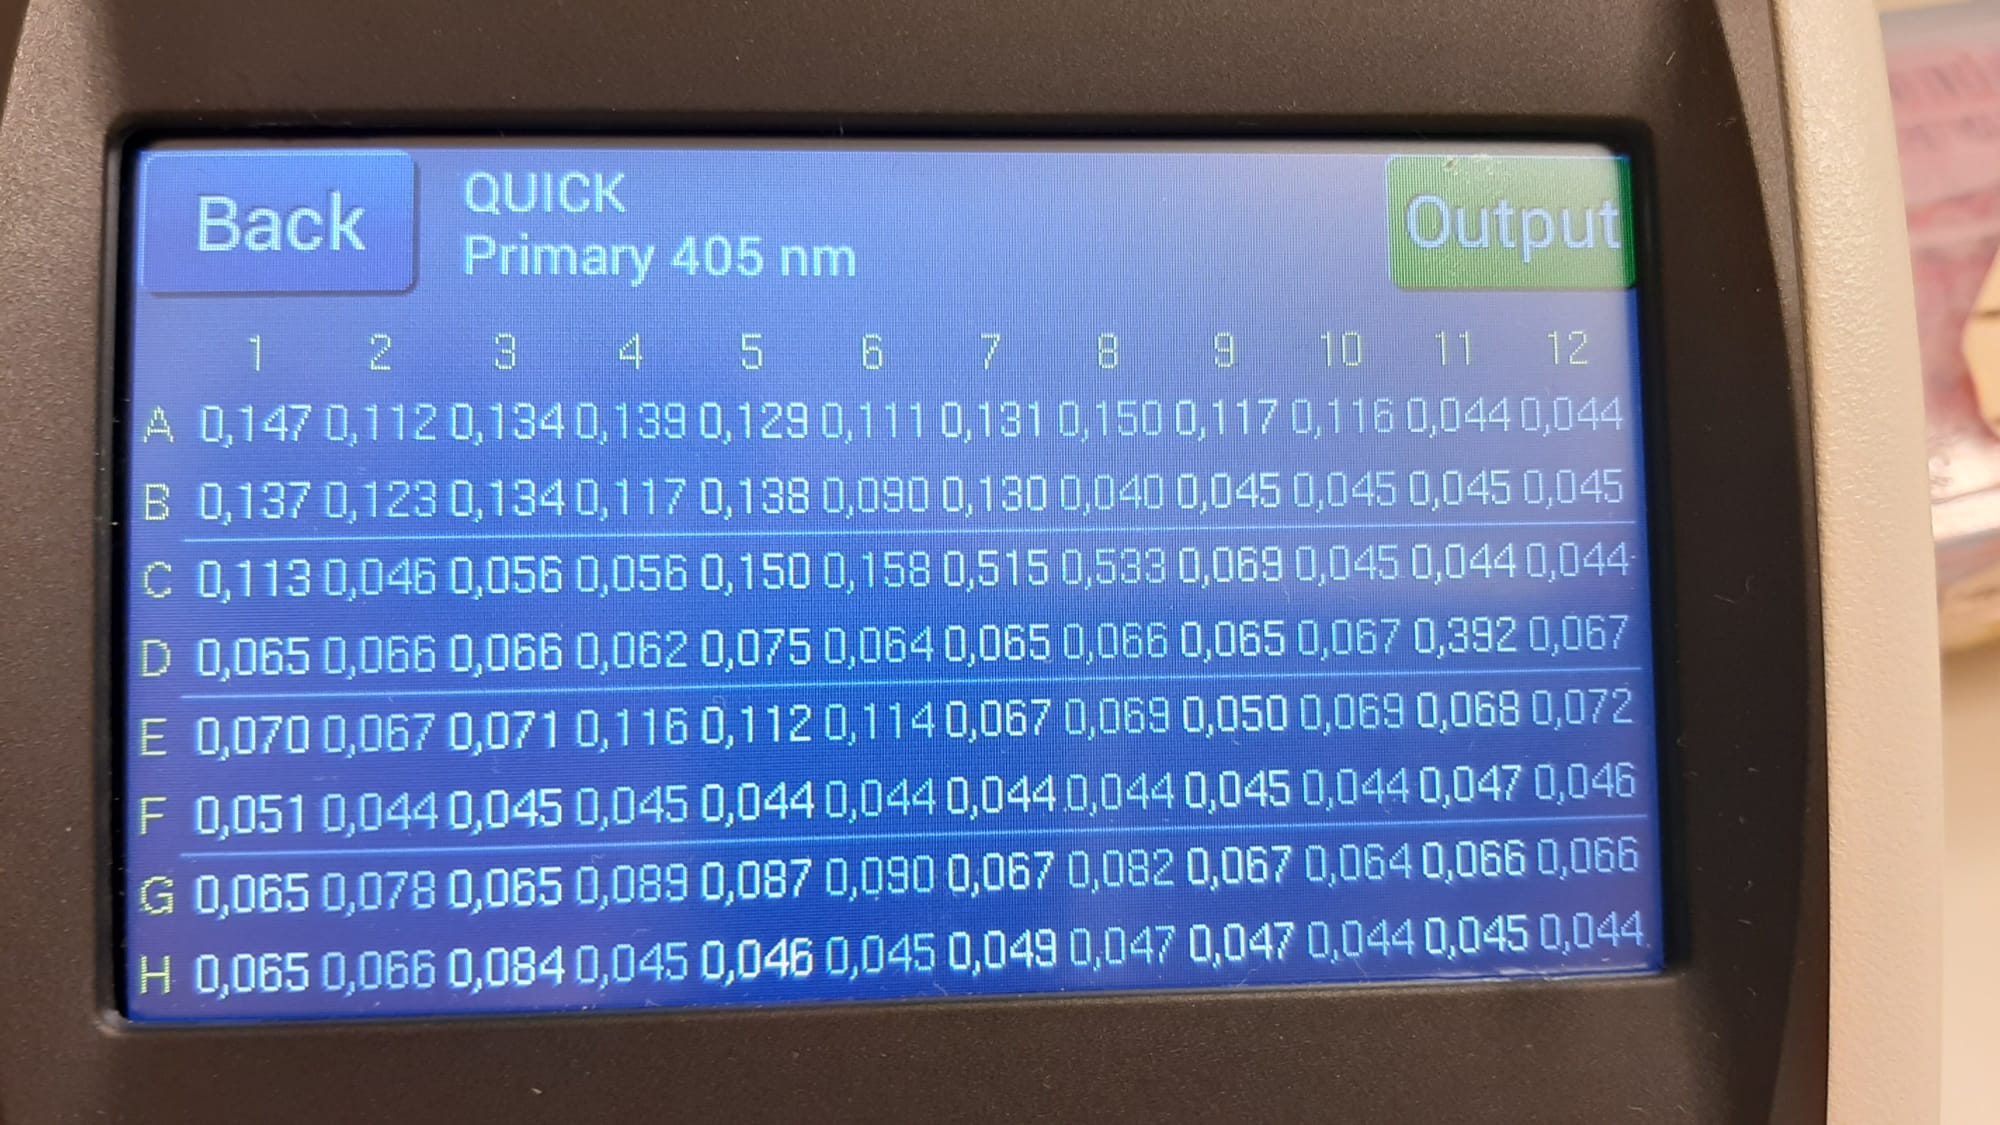 Back
QUICK
Output
Primary 405 nm
1 2 3 4 5 6 7 8 9 10 11 12
A 0,147 0,112 0,134 0,139 0,129 0,111 0,131 0,150 0,117 0,116 0,044 0,044
B 0,137 0,123 0,134 0,117 0,138 0,090 0,130 0,040 0,045 0,045 0,045 0,045
C 0,113 0,046 0,056 0,056 0,150 0,158 0,515 0,533 0,069 0,045 0,044 0,044
D 0,065 0,066 0,066 0,062 0,075 0,064 0,065 0,066 0,065 0,067 0,392 0,067
E 0,070 0,067 0,071 0,116 0,112 0,114 0,067 0,069 0,050 0,069 0,068 0,072
F 0,051 0,044 0,045 0,045 0,044 0,044 0,044 0,044 0,045 0,044 0,047 0,046
G 0,065 0,078 0,065 0,089 0,087 0,090 0,067 0,082 0,067 0,064 0,066 0,066
H 0,065 0,066 0,084 0,045 0,046 0,045 0,049 0,047 0,047 0,044 0,045 0,044